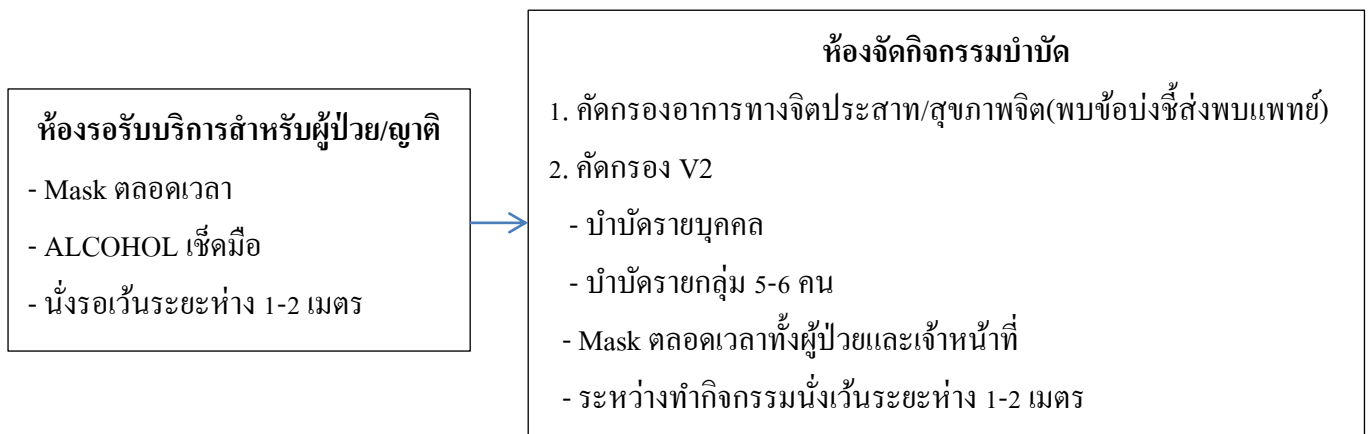 ห้องรอรับบริการสำหรับผู้ป่วย/ญาติ
- Mask ตลอดเวลา
- ALCOHOL เช็ดมือ
- นั่งรอเว้นระยะห่าง 1-2 เมตร
ห้องจัดกิจกรรมบำบัด
1. คัดกรองอาการทางจิตประสาท/สุขภาพจิต(พบข้อบ่งชี้ส่งพบแพทย์)
2. คัดกรอง V2
- บำบัดรายบุคคล
- บำบัดรายกลุ่ม 5-6 คน
- Mask ตลอดเวลาทั้งผู้ป่วยและเจ้าหน้าที่
- ระหว่างทำกิจกรรมนั่งเว้นระยะห่าง 1-2 เมตร